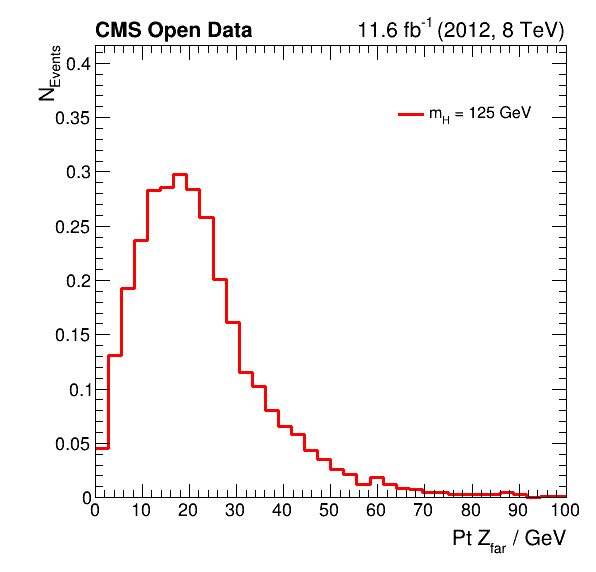 CMS Open Data 11.6 fb⁻¹ (2012, 8 TeV)
N_Events
0.4
0.35
m_H = 125 GeV
0.3
0.25
0.2
0.15
0.1
0.05
0
0 10 20 30 40 50 60 70 80 90 100
Pt Z_far / GeV